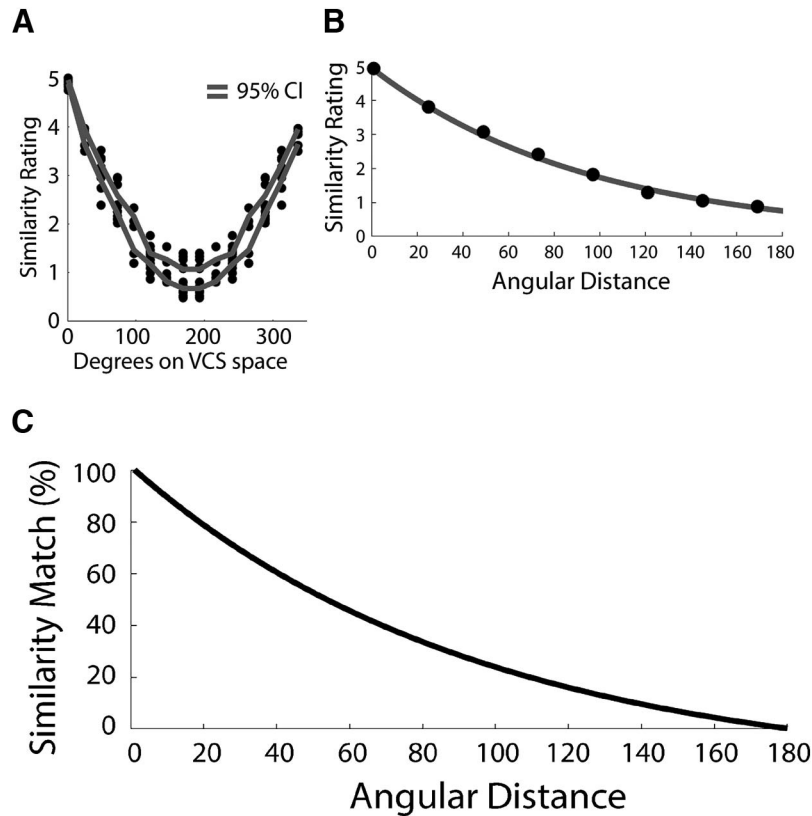 A
B
5
4
3
2
1
0
Similarity Rating
95% CI
0 100 200 300
Degrees on VCS space
5
4
3
2
1
0
Similarity Rating
0 20 40 60 80 100 120 140 160 180
Angular Distance
C
100
80
60
40
20
0
Similarity Match (%)
0 20 40 60 80 100 120 140 160 180
Angular Distance